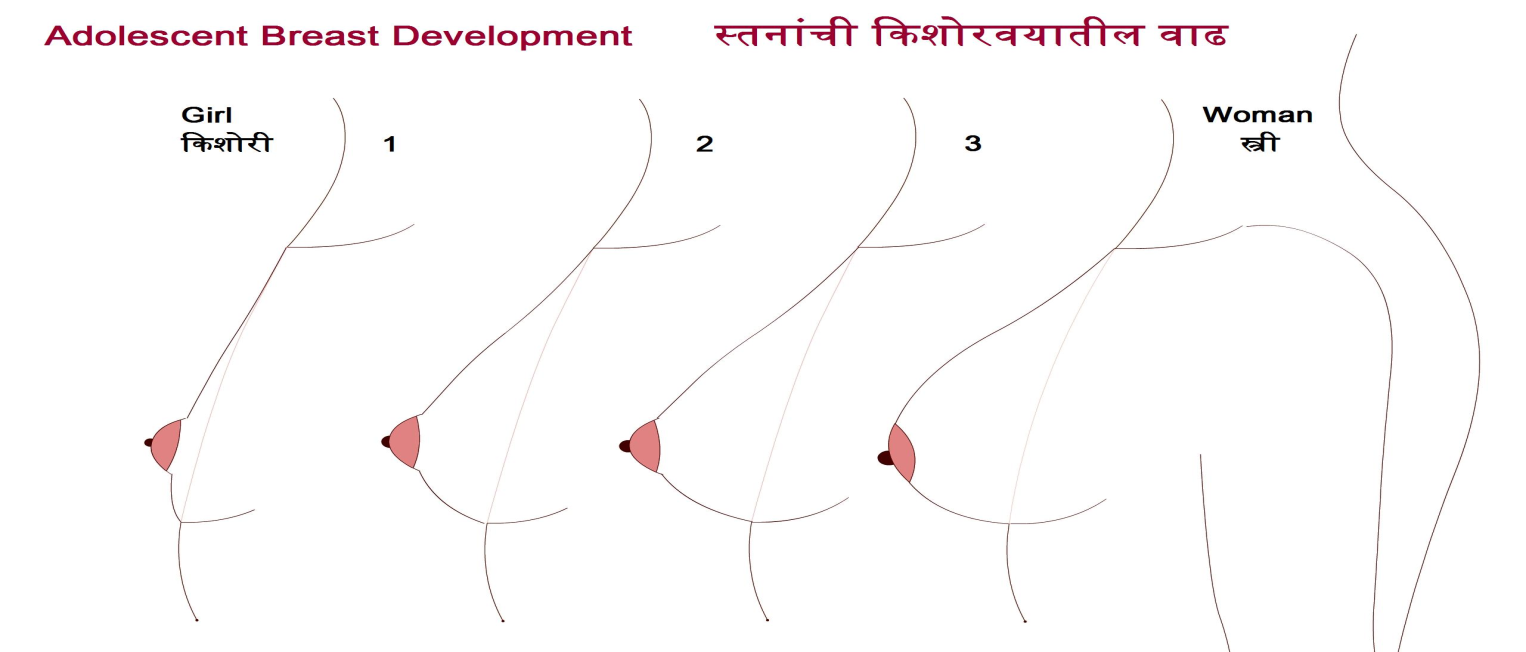 Adolescent Breast Development स्तनांची किशोरवयातील वाढ
Girl
किशोरी
1
2
3
Woman
स्त्री